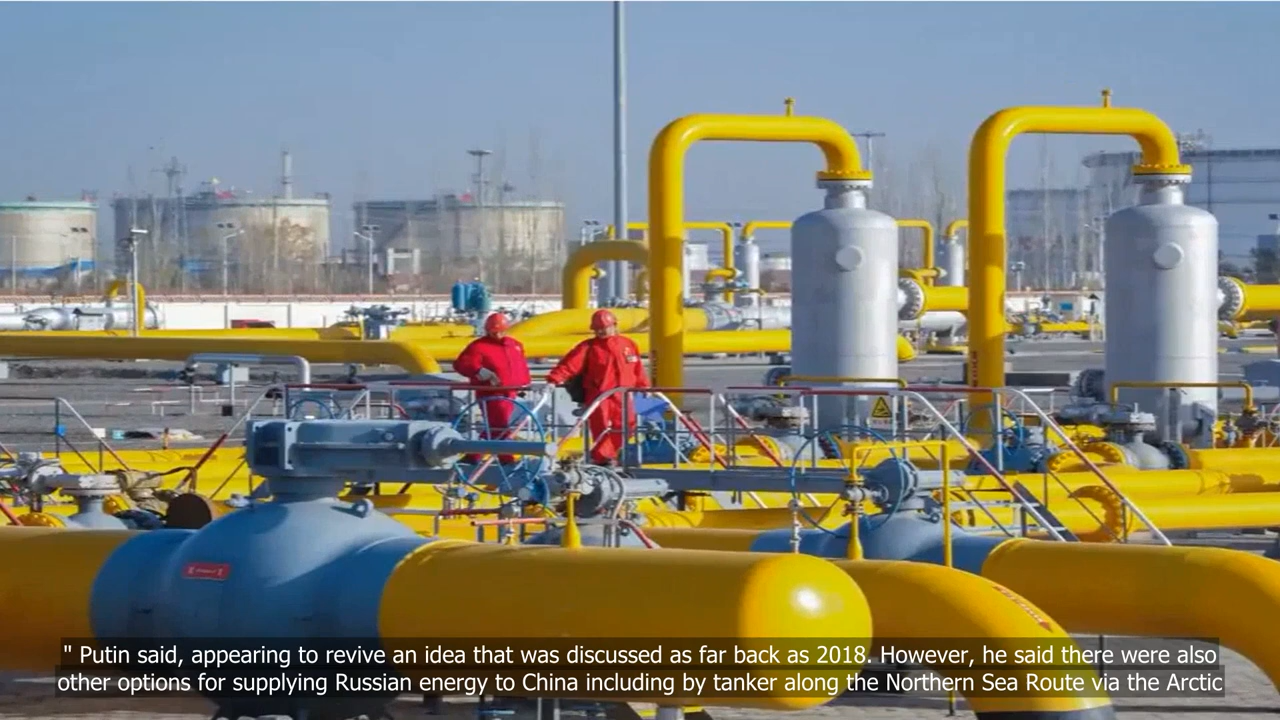 " Putin said, appearing to revive an idea that was discussed as far back as 2018. However, he said there were also
other options for supplying Russian energy to China including by tanker along the Northern Sea Route via the Arctic